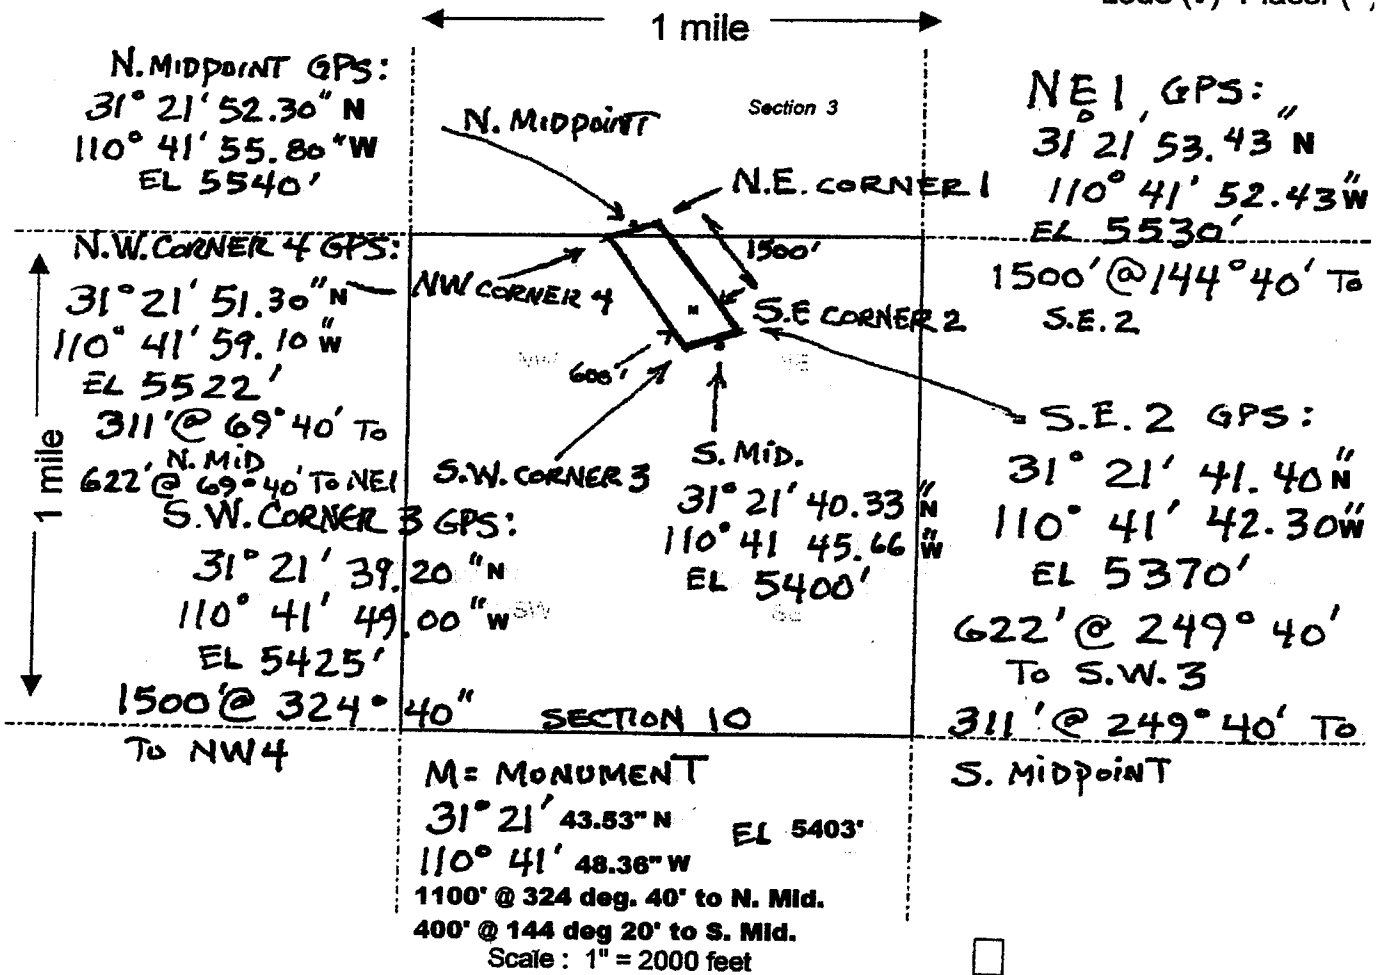 1 mile
N. MIDPOINT GPS:
31° 21' 52.30" N
110° 41' 55.80 "W
EL 5540'
N. MIDPOINT
Section 3
N.E. CORNER 1
NE 1 GPS:
31° 21' 53.43" N
110° 41' 52.43" W
EL 5530'
1500' @ 144° 40' TO
S.E. 2
1500'
N.W. CORNER 4 GPS:
31° 21' 51.30" N
110° 41' 59.10 "W
EL 5522'
311' @ 69° 40' TO
N. MID
622' @ 69° 40' TO NE1
NW CORNER 4
M
S.E CORNER 2
NW
NE
600'
1 mile
S.W. CORNER 3
S. MID.
31° 21' 40.33 "N
110° 41 45.66 "W
EL 5400'
S.E. 2 GPS:
31° 21' 41.40 "N
110° 41' 42.30 "W
EL 5370'
622' @ 249° 40'
TO S.W. 3
311' @ 249° 40' TO
S. MIDPOINT
S.W. CORNER 3 GPS:
31° 21' 39.20 "N
110° 41' 49.00 "W
EL 5425'
1500' @ 324° 40"
TO NW4
SW
SE
SECTION 10
M = MONUMENT
31° 21' 43.53" N
EL 5403'
110° 41' 48.36" W
1100' @ 324 deg. 40' to N. Mid.
400' @ 144 deg 20' to S. Mid.
Scale : 1" = 2000 feet